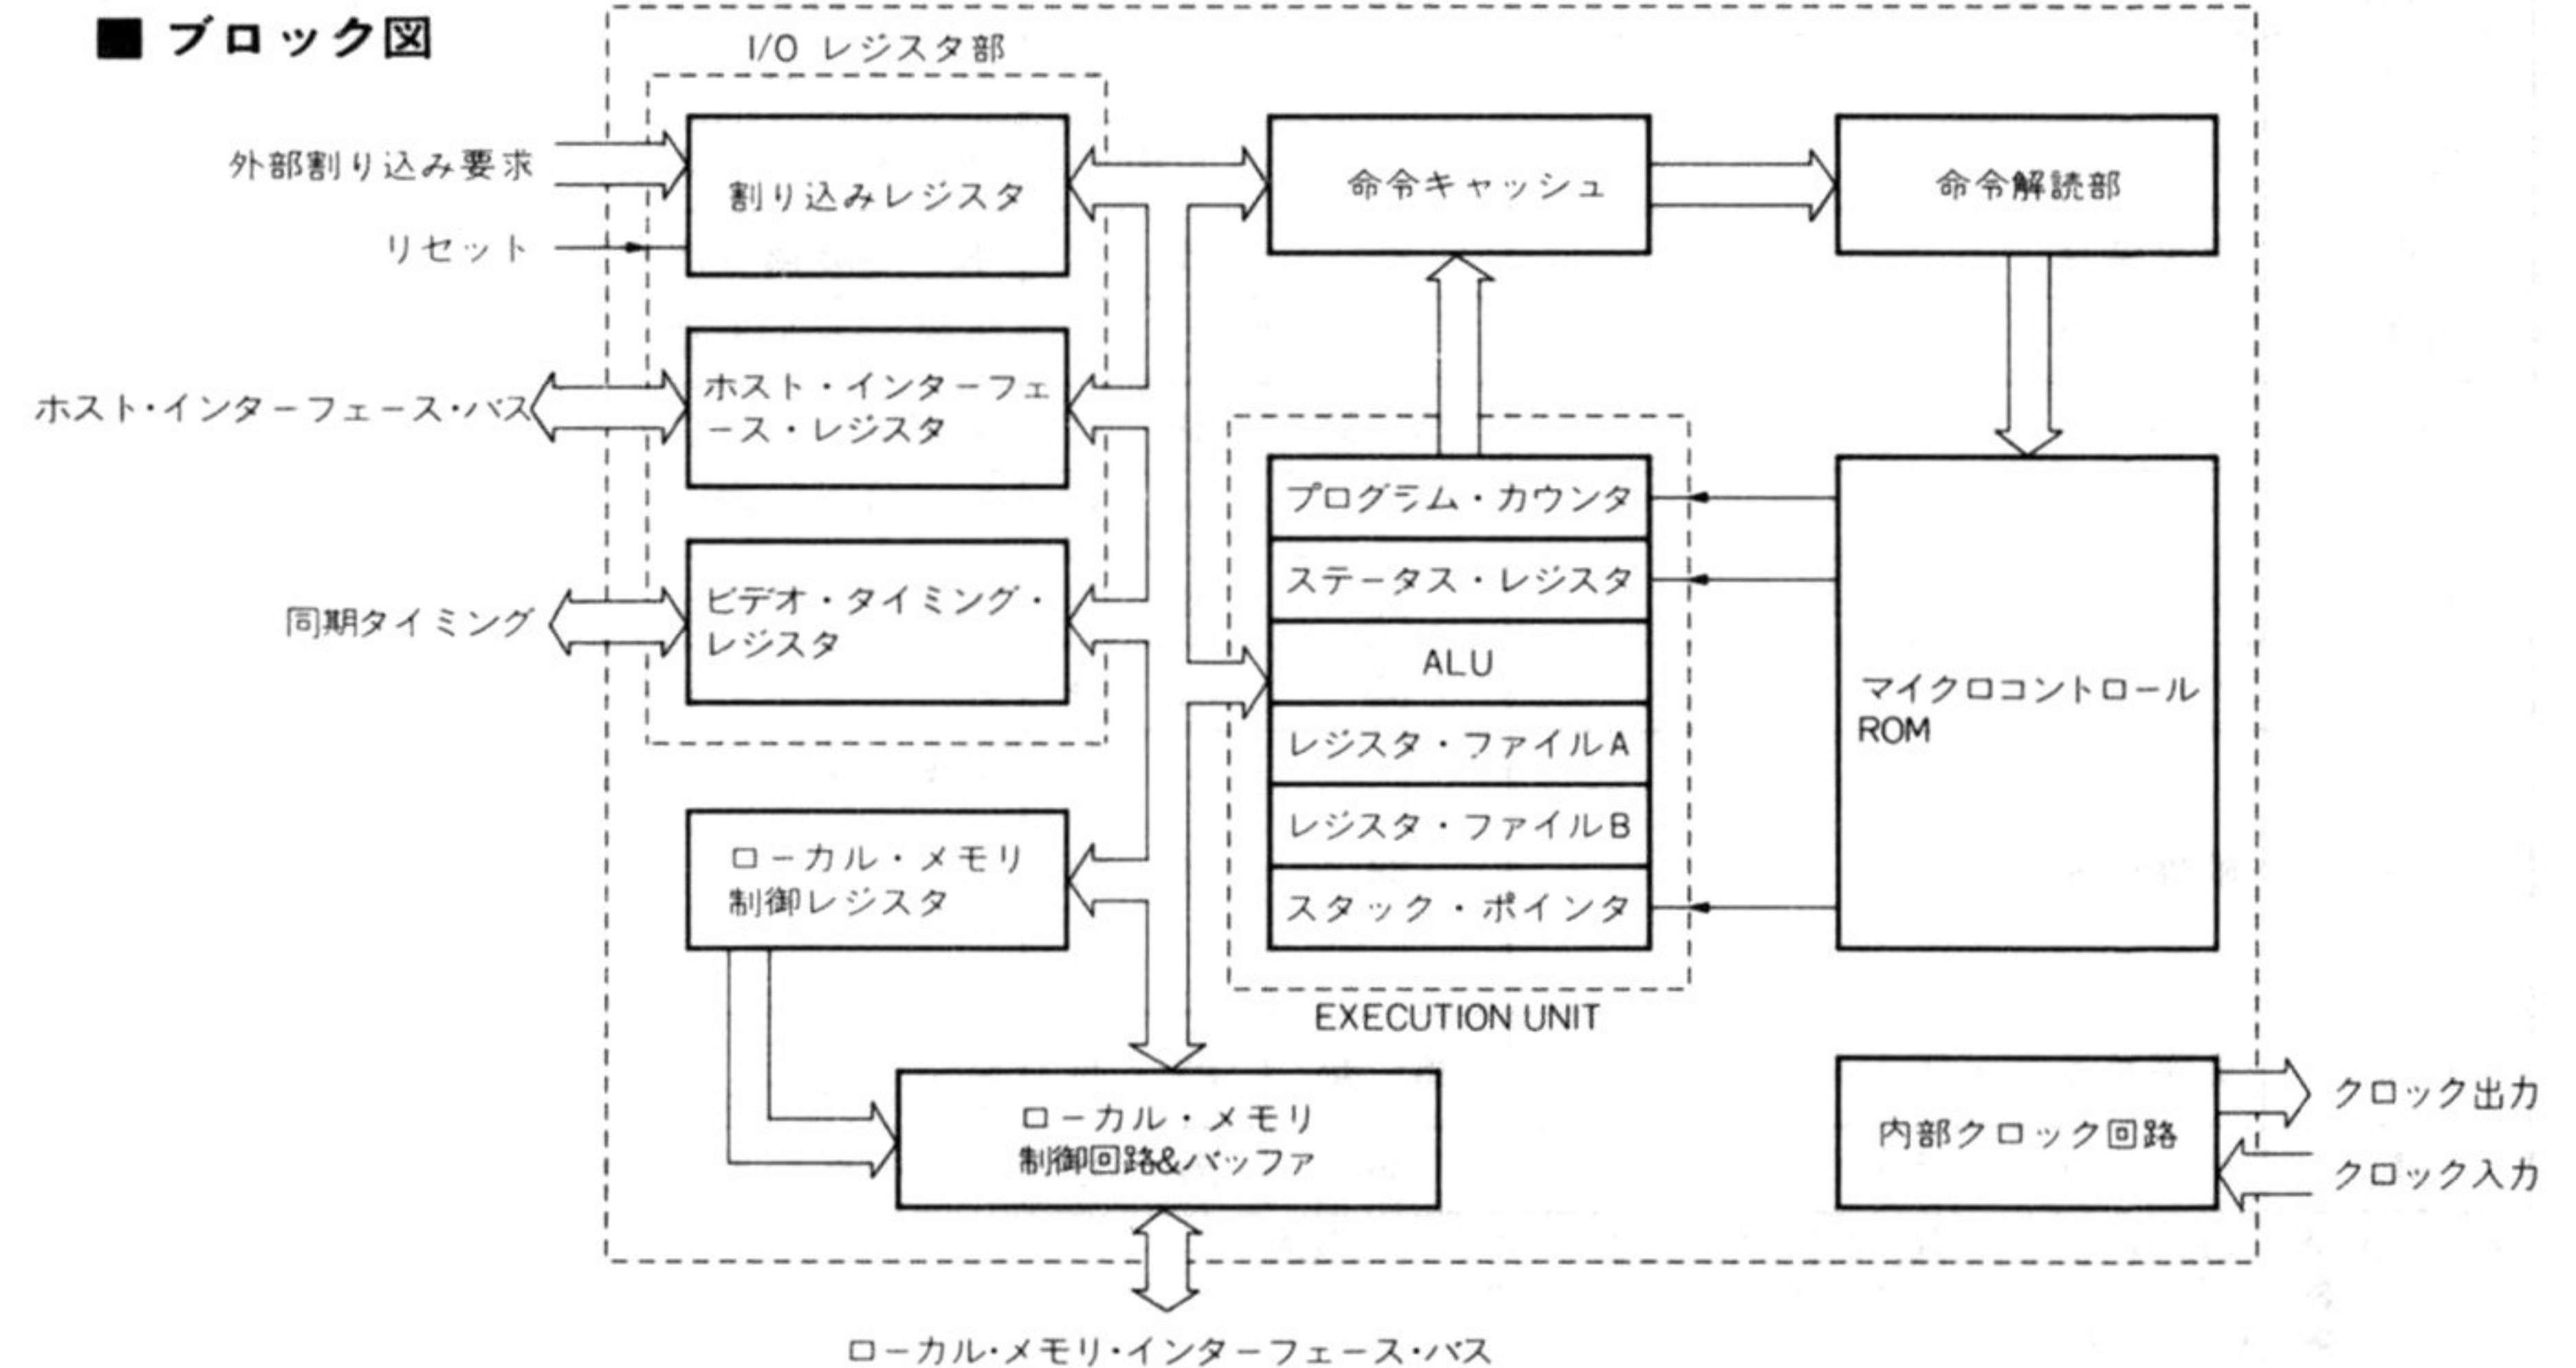 ■ ブロック図
I/O レジスタ部
外部割り込み要求
リセット
割り込みレジスタ
命令キャッシュ
命令解読部
ホスト・インターフェース・バス
ホスト・インターフェ
ース・レジスタ
同期タイミング
ビデオ・タイミング・
レジスタ
プログラム・カウンタ
ステータス・レジスタ
ALU
レジスタ・ファイルA
レジスタ・ファイルB
スタック・ポインタ
EXECUTION UNIT
マイクロコントロール
ROM
ローカル・メモリ
制御レジスタ
ローカル・メモリ
制御回路&バッファ
内部クロック回路
クロック出力
クロック入力
ローカル・メモリ・インターフェース・バス